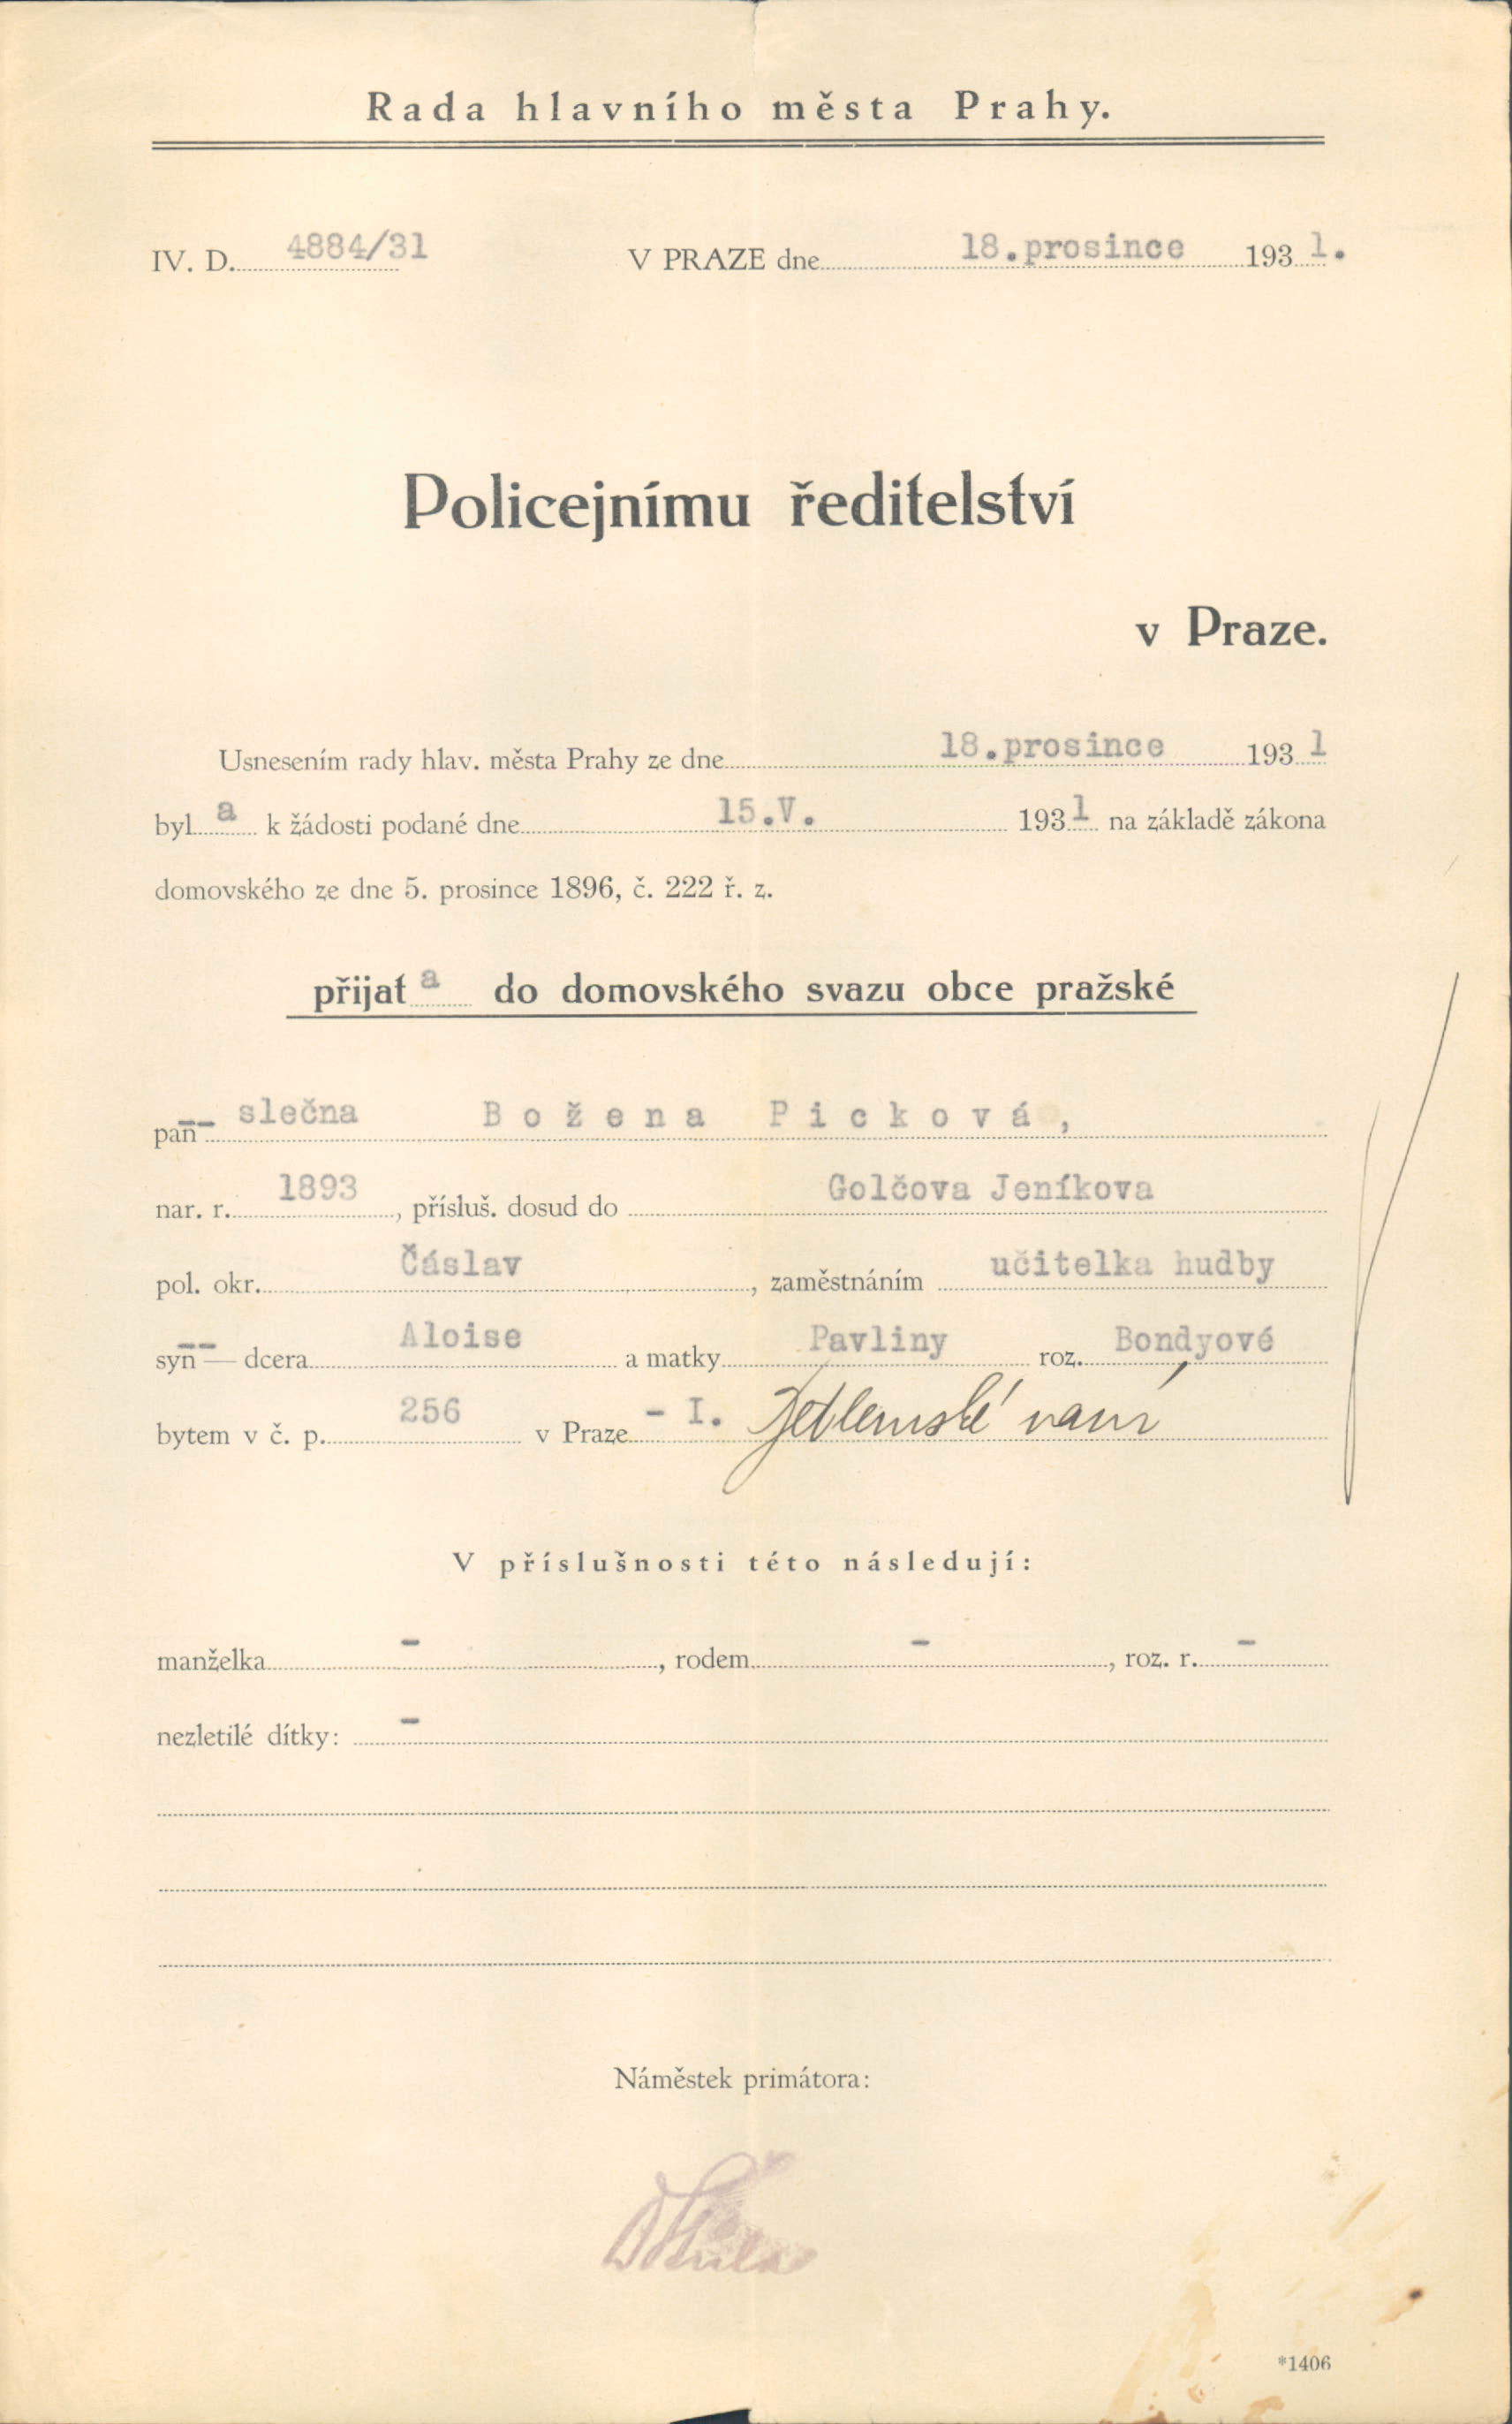 Rada hlavního města Prahy.
IV. D. 4884/31 V PRAZE dne 18.prosince 1931.
Policejnímu ředitelství
v Praze.
Usnesením rady hlav. města Prahy ze dne 18.prosince 1931
byla k žádosti podané dne 15.V. 1931 na základě zákona
domovského ze dne 5. prosince 1896, č. 222 ř. z.
přijata do domovského svazu obce pražské
pan slečna Božena Picková,
nar. r. 1893, přísluš. dosud do Golčova Jeníkova
pol. okr. Čáslav, zaměstnáním učitelka hudby
syn — dcera Aloise a matky Pavliny roz. Bondyové
bytem v č. p. 256 v Praze - I. Betlemské nám
V příslušnosti této následují:
manželka -, rodem -, roz. r. -
nezletilé dítky: -
Náměstek primátora:
*1406